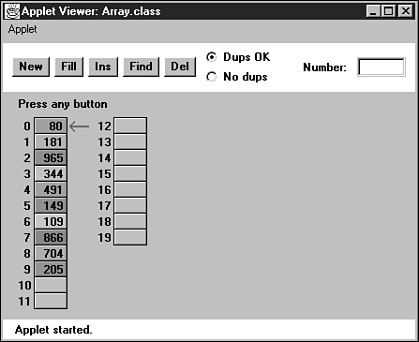 Applet Viewer: Array.class
Applet
New Fill Ins Find Del Dups OK No dups Number:
Press any button
0 80 12
1 181 13
2 965 14
3 344 15
4 491 16
5 149 17
6 109 18
7 866 19
8 704
9 205
10
11
Applet started.